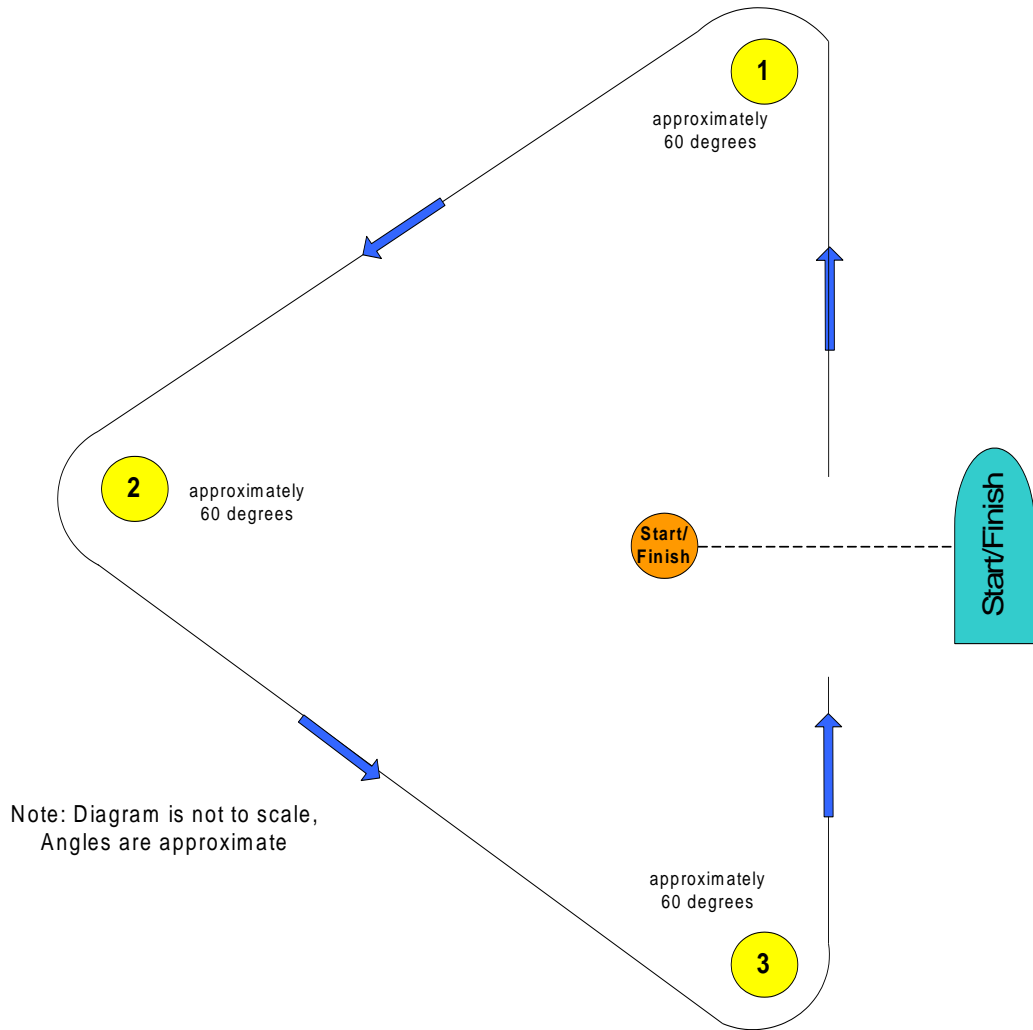 1
approximately
60 degrees
2
approximately
60 degrees
Start/
Finish
Start/Finish
Note: Diagram is not to scale,
Angles are approximate
approximately
60 degrees
3